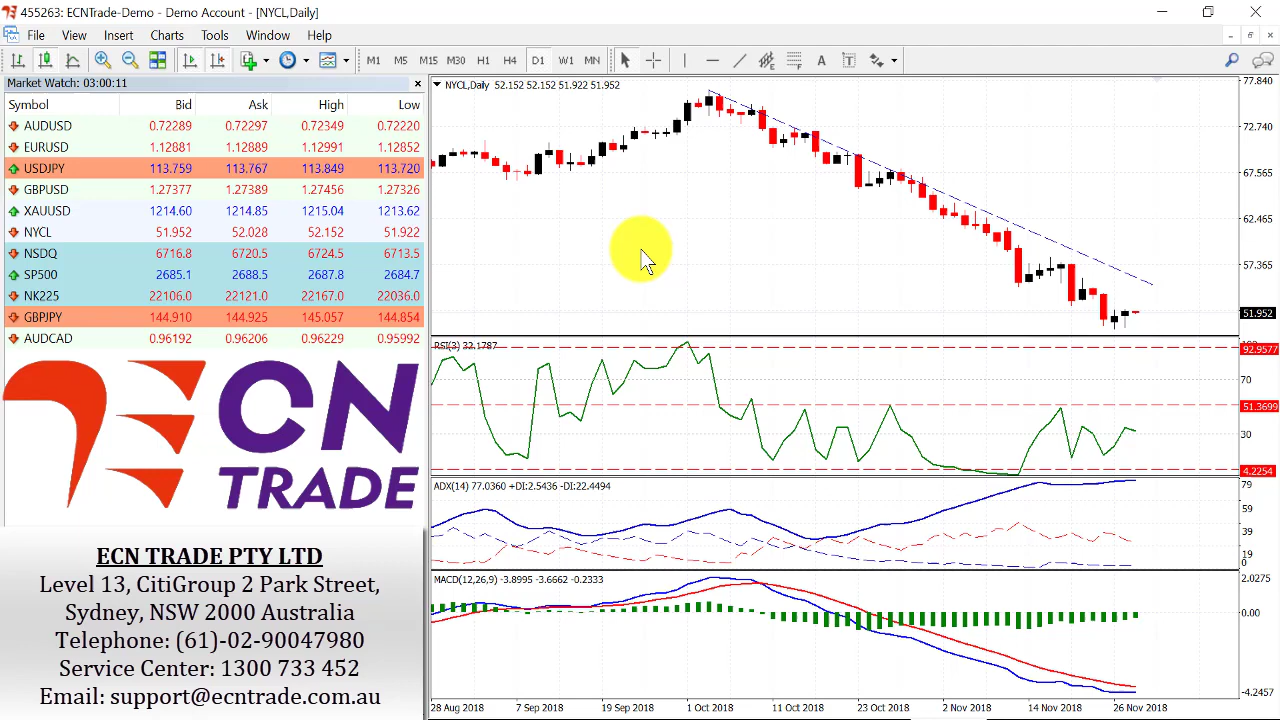 455263: ECNTrade-Demo - Demo Account - [NYCL,Daily]
File View Insert Charts Tools Window Help
M1 M5 M15 M30 H1 H4 D1 W1 MN
A T
Market Watch: 03:00:11
Symbol Bid Ask High Low
AUDUSD 0.72289 0.72297 0.72349 0.72220
EURUSD 1.12881 1.12889 1.12991 1.12852
USDJPY 113.759 113.767 113.849 113.720
GBPUSD 1.27377 1.27389 1.27456 1.27326
XAUUSD 1214.60 1214.85 1215.04 1213.62
NYCL 51.952 52.028 52.152 51.922
NSDQ 6716.8 6720.5 6724.5 6713.5
SP500 2685.1 2688.5 2687.8 2684.7
NK225 22106.0 22121.0 22167.0 22036.0
GBPJPY 144.910 144.925 145.057 144.854
AUDCAD 0.96192 0.96206 0.96229 0.95992
ECN
TRADE
ECN TRADE PTY LTD
Level 13, CitiGroup 2 Park Street,
Sydney, NSW 2000 Australia
Telephone: (61)-02-90047980
Service Center: 1300 733 452
Email: support@ecntrade.com.au
NYCL,Daily 52.152 52.152 51.922 51.952
77.840
72.740
67.565
62.465
57.365
51.952
RSI(3) 32.1787
92.9577
70
51.3699
30
4.2254
ADX(14) 77.0360 +DI:2.5436 -DI:22.4494
79
59
39
19
0
MACD(12,26,9) -3.8995 -3.6662 -0.2333
2.0275
0.00
-4.2457
28 Aug 2018 7 Sep 2018 19 Sep 2018 1 Oct 2018 11 Oct 2018 23 Oct 2018 2 Nov 2018 14 Nov 2018 26 Nov 2018